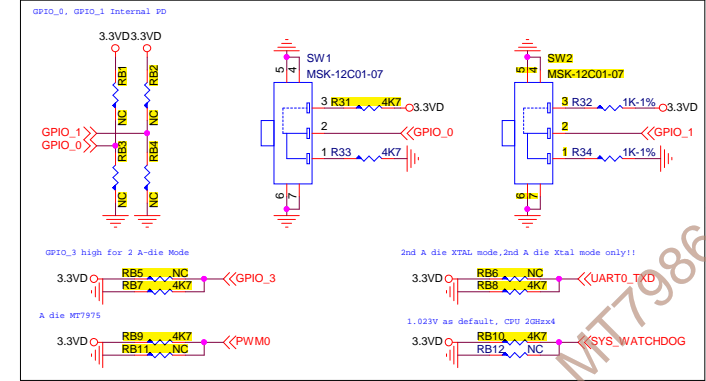 GPIO_0, GPIO_1 Internal PD
3.3VD 3.3VD
RB1
RB2
NC
NC
GPIO_1
GPIO_0
RB3
RB4
NC
NC
SW1
MSK-12C01-07
5
4
3 R31 4K7 3.3VD
2 GPIO_0
1 R33 4K7
6
7
SW2
MSK-12C01-07
5
4
3 R32 1K-1% 3.3VD
2 GPIO_1
1 R34 1K-1%
6
7
GPIO_3 high for 2 A-die Mode
3.3VD RB5 NC GPIO_3
RB7 4K7
2nd A die XTAL mode,2nd A die Xtal mode only!!
3.3VD RB6 NC UART0_TXD
RB8 4K7
A die MT7975
3.3VD RB9 4K7 PWM0
RB11 NC
1.023V as default, CPU 2GHzx4
3.3VD RB10 4K7 SYS_WATCHDOG
RB12 NC
MT7986